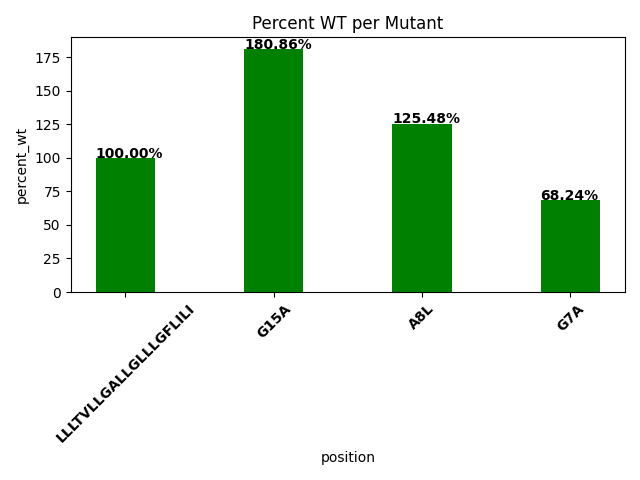 Percent WT per Mutant
percent_wt
175
150
125
100
75
50
25
0
100.00%
180.86%
125.48%
68.24%
LLLTVLLGALLGLLLGFLILI
G15A
A8L
G7A
position